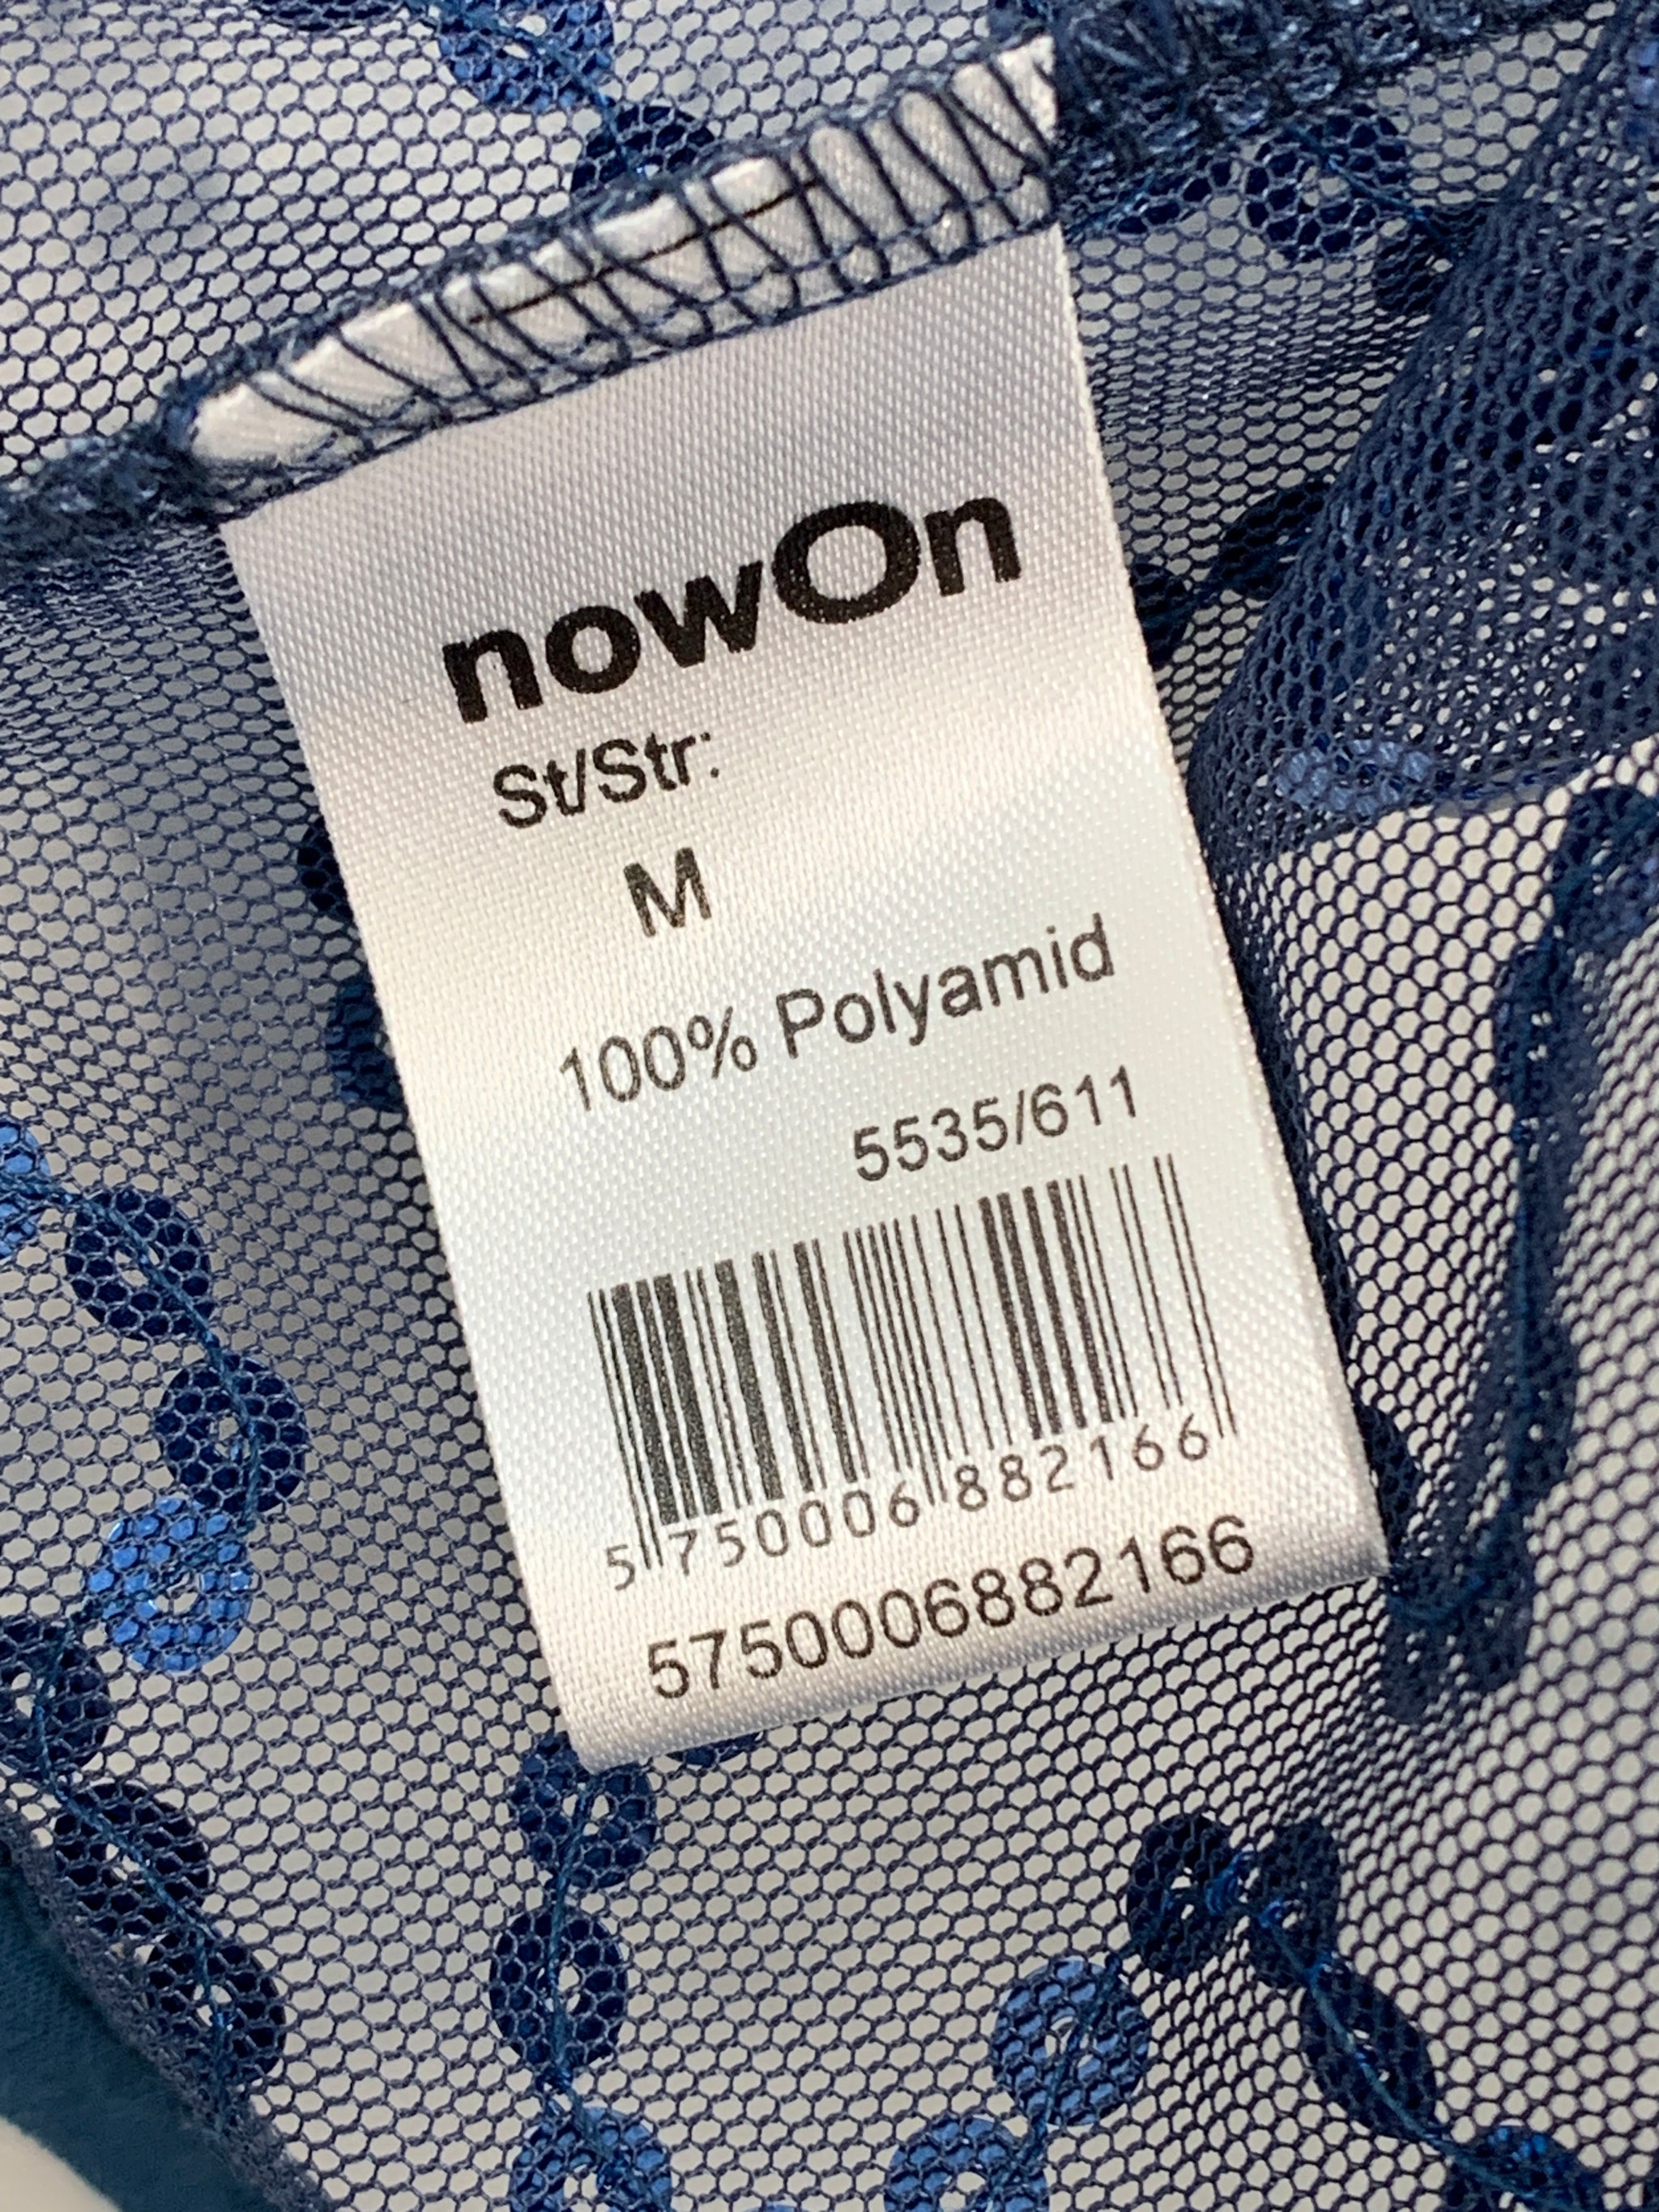 nowOn
St/Str:
M
100% Polyamid
5535/611
5 750006 882166
5750006882166